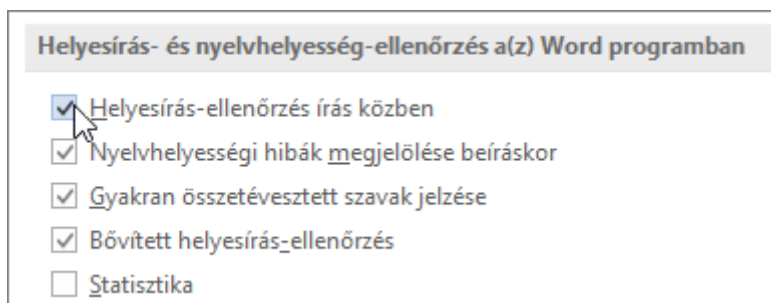 Helyesírás- és nyelvhelyesség-ellenőrzés a(z) Word programban
Helyesírás-ellenőrzés írás közben
Nyelvhelyességi hibák megjelölése beíráskor
Gyakran összetévesztett szavak jelzése
Bővített helyesírás-ellenőrzés
Statisztika